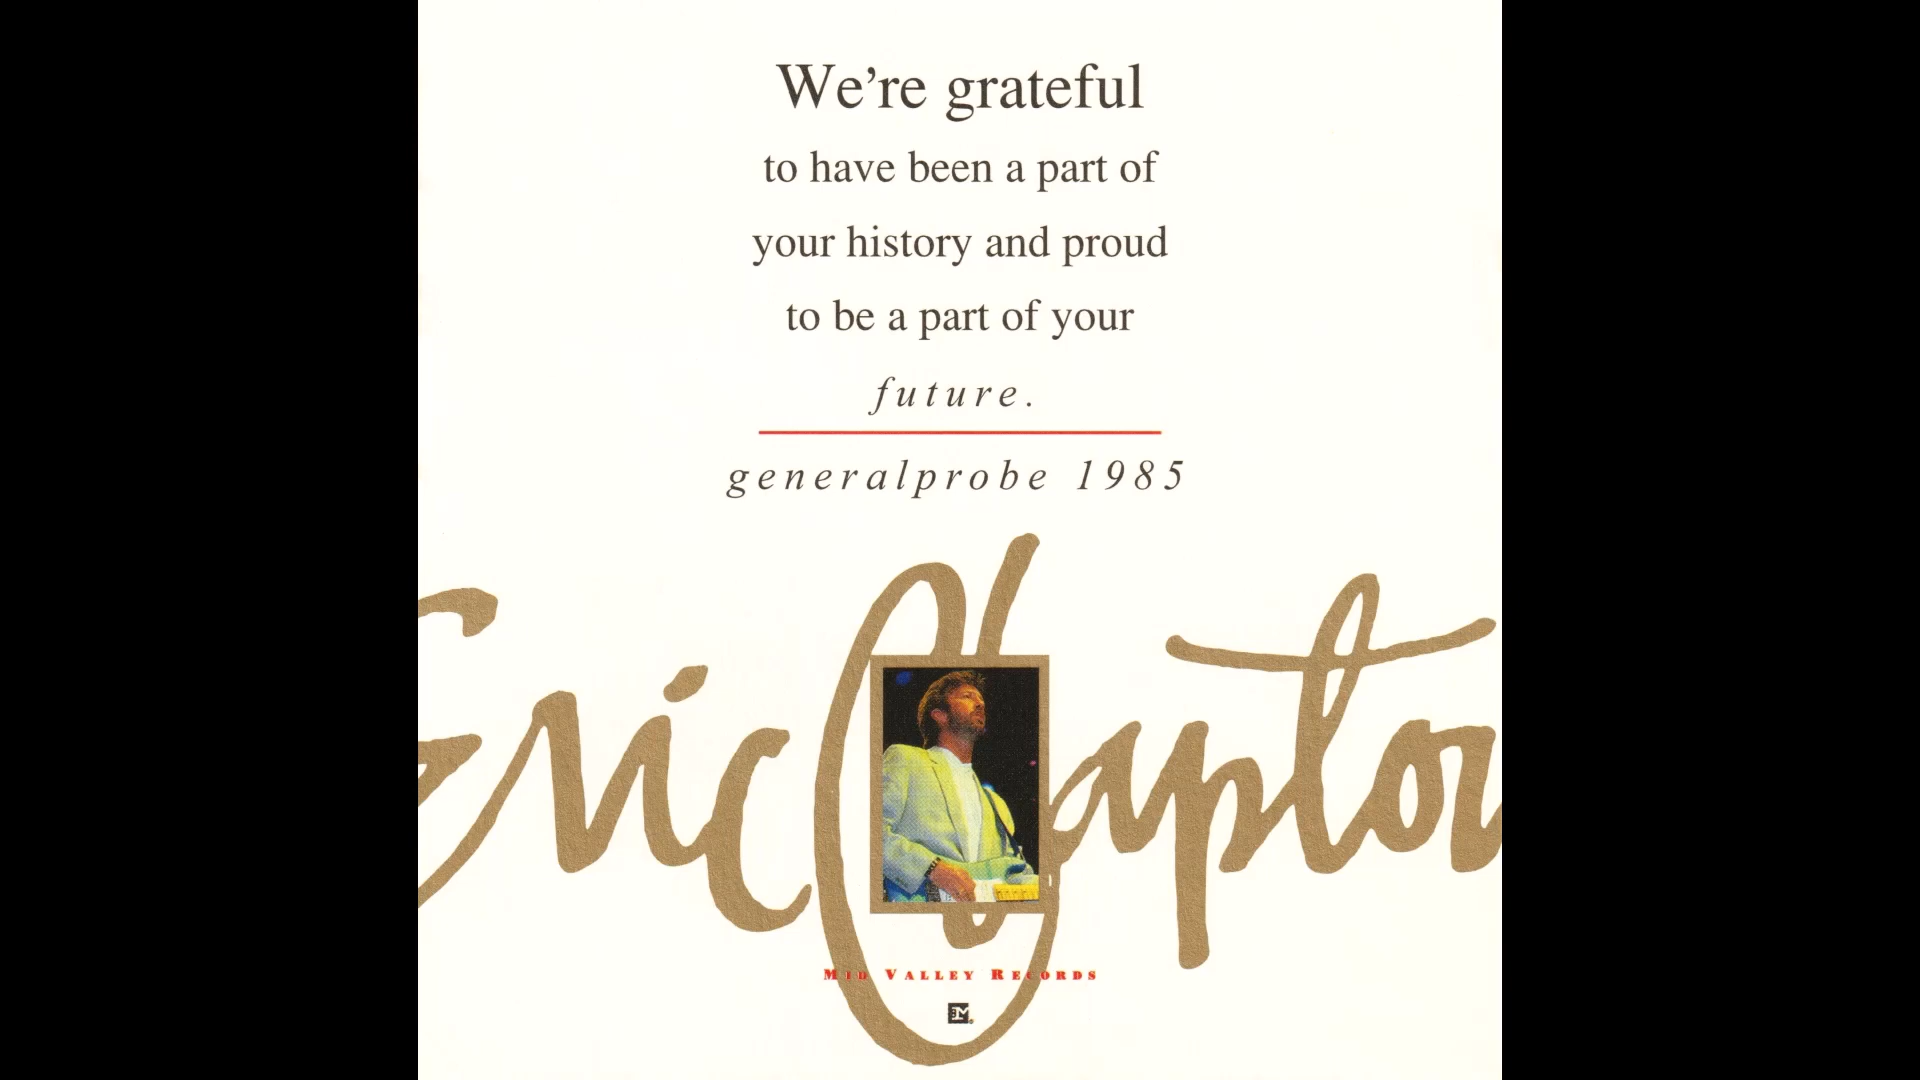 We're grateful
to have been a part of
your history and proud
to be a part of your
future.
generalprobe 1985
Eric Clapton
MID VALLEY RECORDS